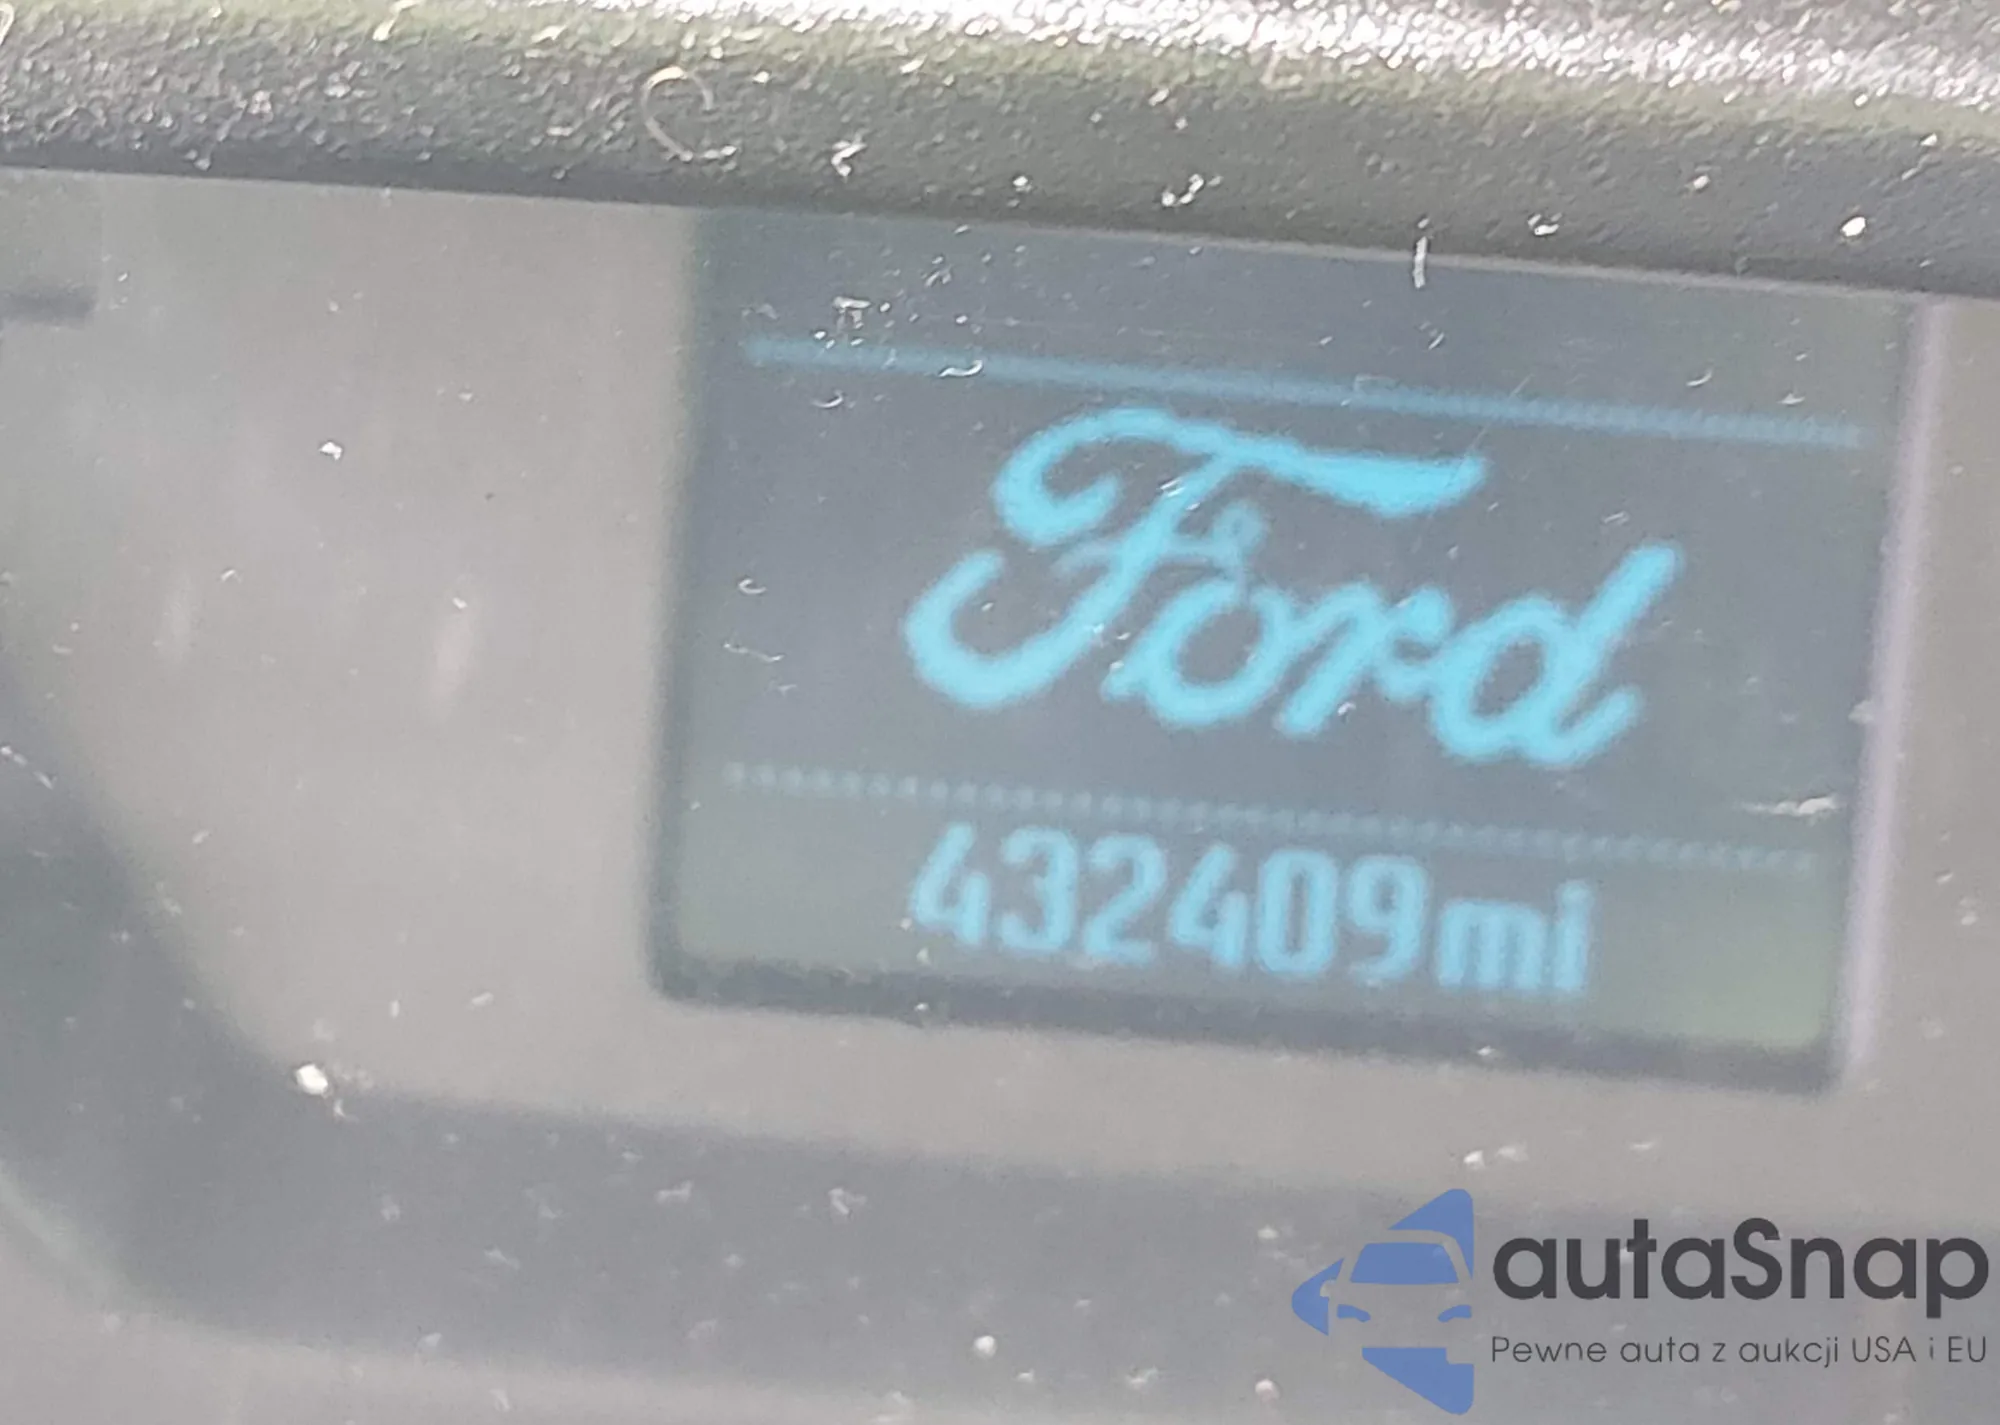 Ford
432409mi
autaSnap
Pewne auta z aukcji USA i EU